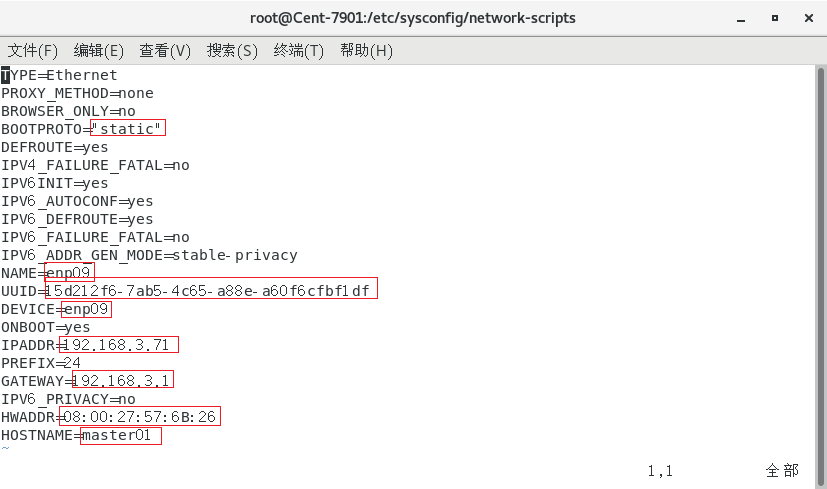 root@Cent-7901:/etc/sysconfig/network-scripts
文件(F) 编辑(E) 查看(V) 搜索(S) 终端(T) 帮助(H)
TYPE=Ethernet
PROXY_METHOD=none
BROWSER_ONLY=no
BOOTPROTO="static"
DEFROUTE=yes
IPV4_FAILURE_FATAL=no
IPV6INIT=yes
IPV6_AUTOCONF=yes
IPV6_DEFROUTE=yes
IPV6_FAILURE_FATAL=no
IPV6_ADDR_GEN_MODE=stable-privacy
NAME=enp09
UUID=15d212f6-7ab5-4c65-a88e-a60f6cfbf1df
DEVICE=enp09
ONBOOT=yes
IPADDR=192.168.3.71
PREFIX=24
GATEWAY=192.168.3.1
IPV6_PRIVACY=no
HWADDR=08:00:27:57:6B:26
HOSTNAME=master01
~
1,1 全部